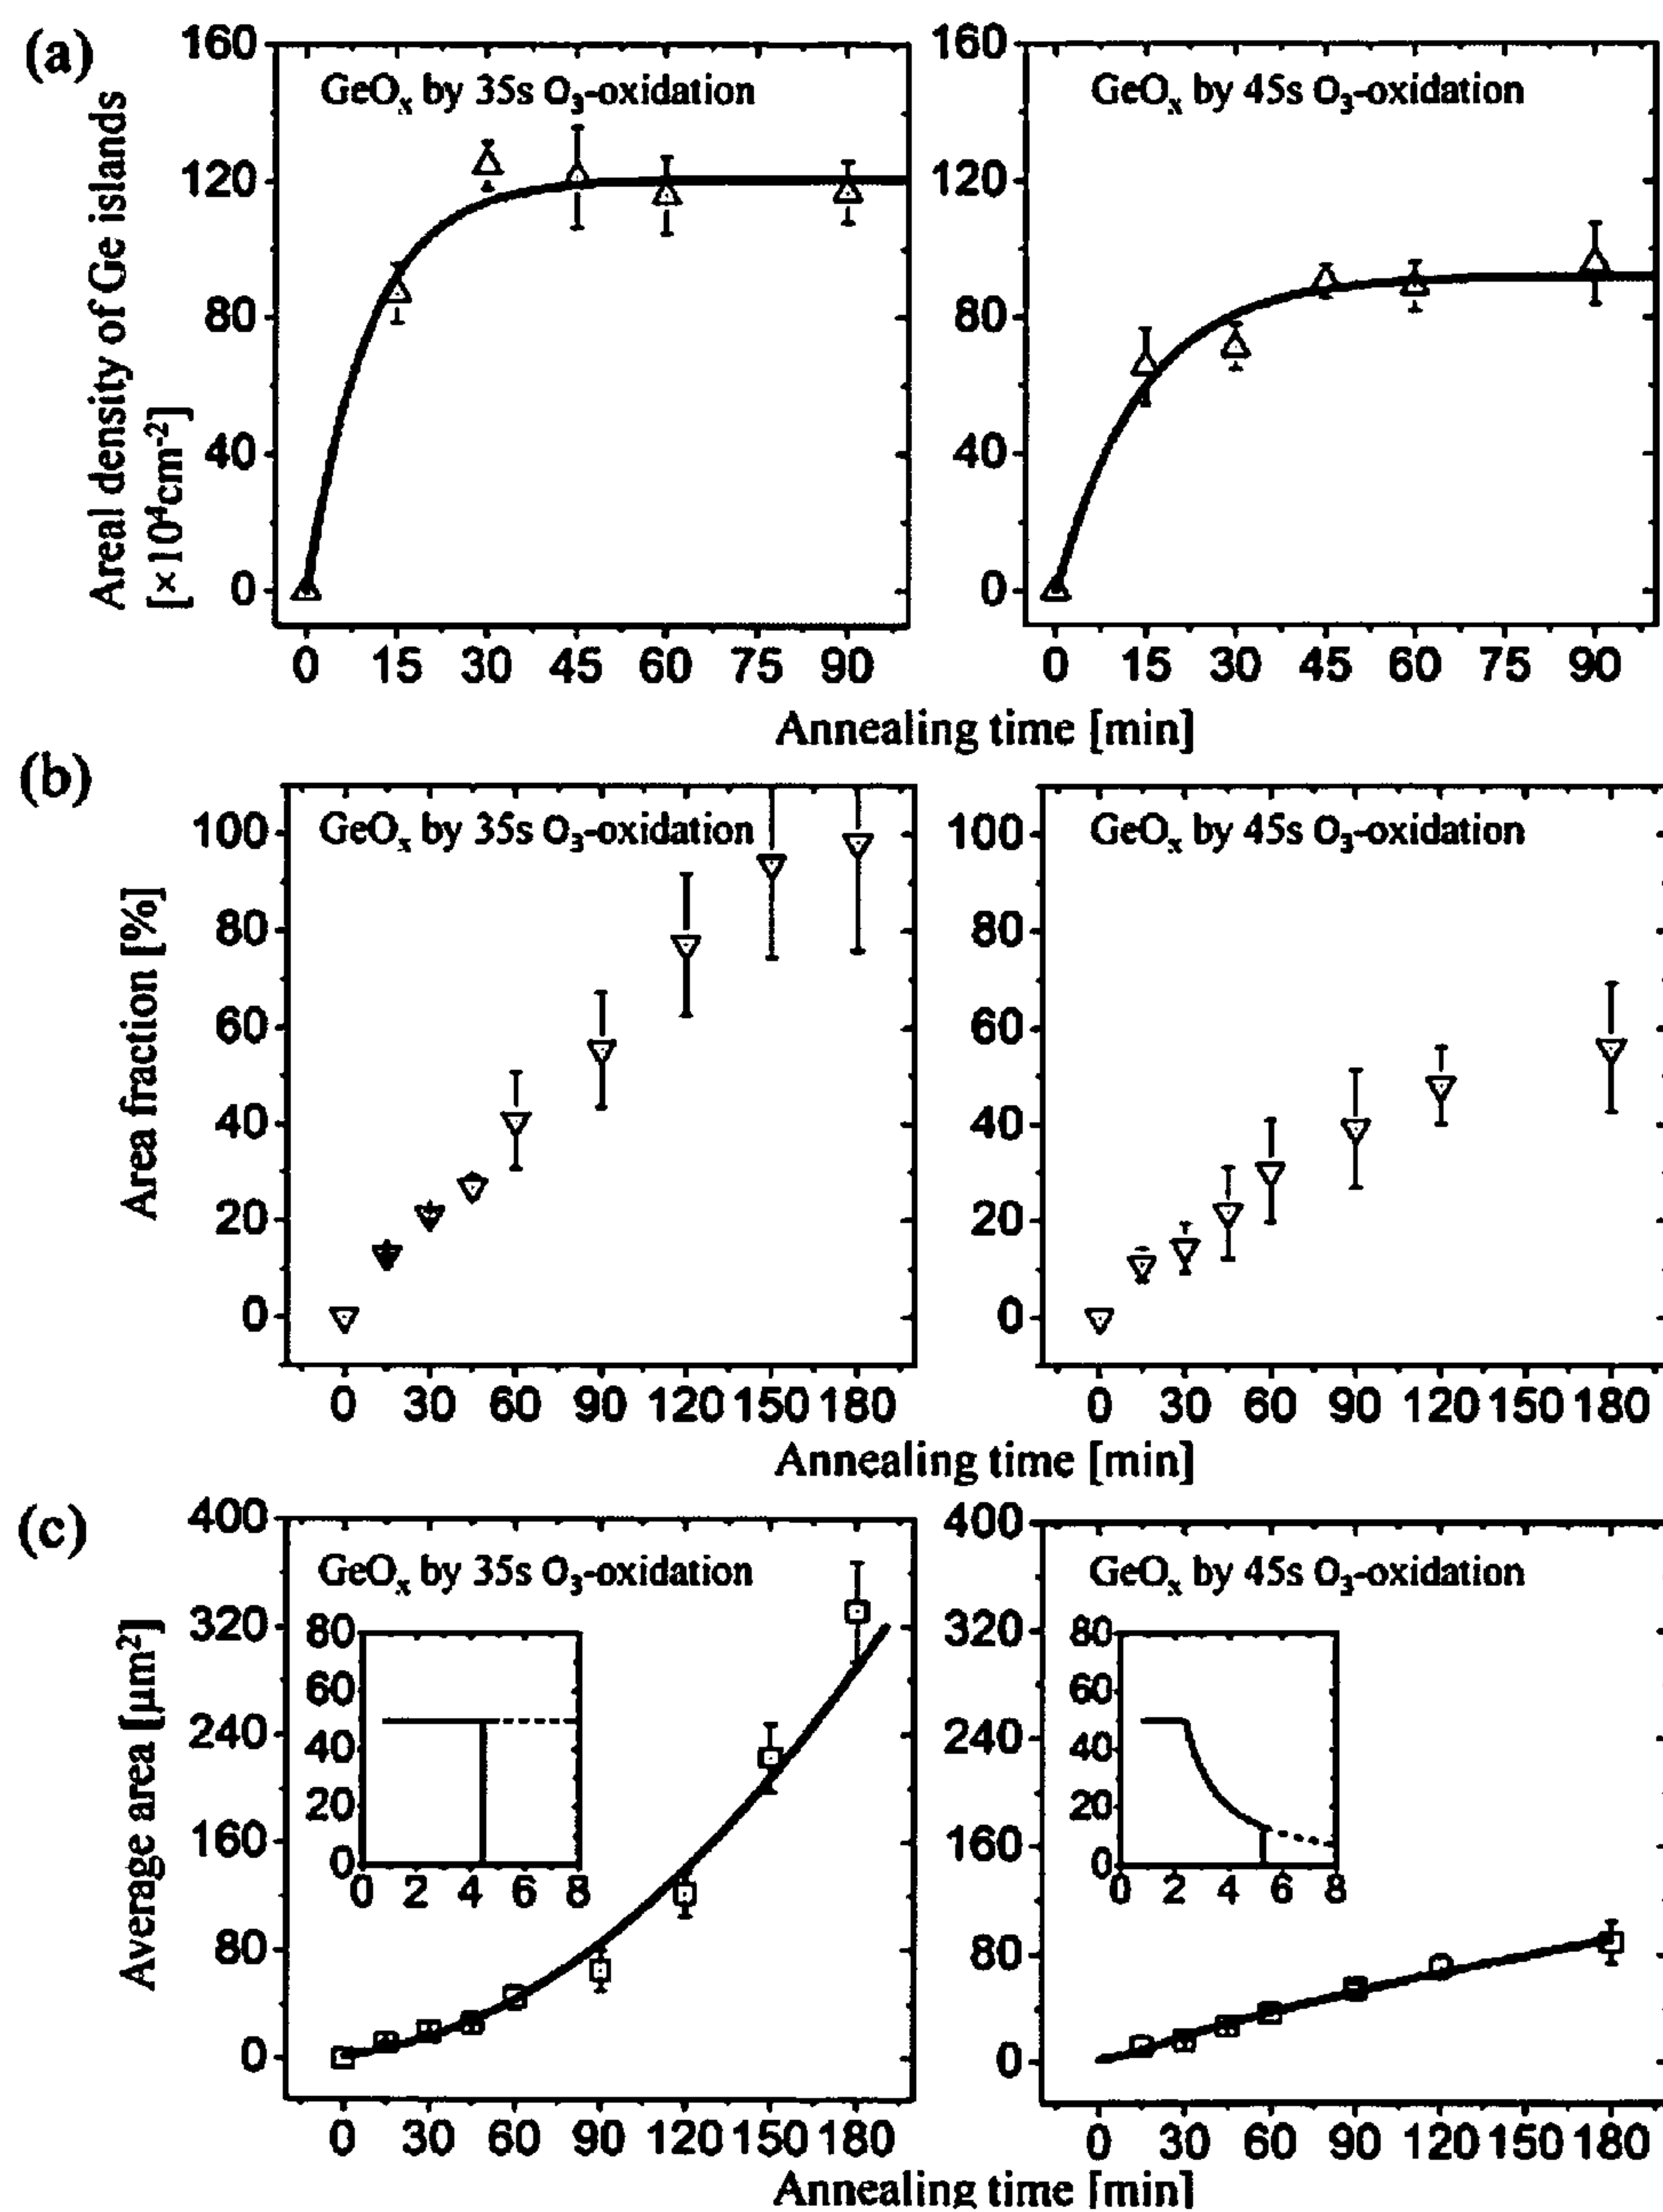 (a)
Areal density of Ge islands
[×10⁴cm⁻²]
160
120
80
40
0
GeOₓ by 35s O₃-oxidation
0 15 30 45 60 75 90
160
120
80
40
0
GeOₓ by 45s O₃-oxidation
0 15 30 45 60 75 90
Annealing time [min]
(b)
Area fraction [%]
100
80
60
40
20
0
GeOₓ by 35s O₃-oxidation
0 30 60 90 120 150 180
100
80
60
40
20
0
GeOₓ by 45s O₃-oxidation
0 30 60 90 120 150 180
Annealing time [min]
(c)
Average area [μm²]
400
320
240
160
80
0
GeOₓ by 35s O₃-oxidation
80
60
40
20
0
0 2 4 6 8
0 30 60 90 120 150 180
400
320
240
160
80
0
GeOₓ by 45s O₃-oxidation
80
60
40
20
0
0 2 4 6 8
0 30 60 90 120 150 180
Annealing time [min]